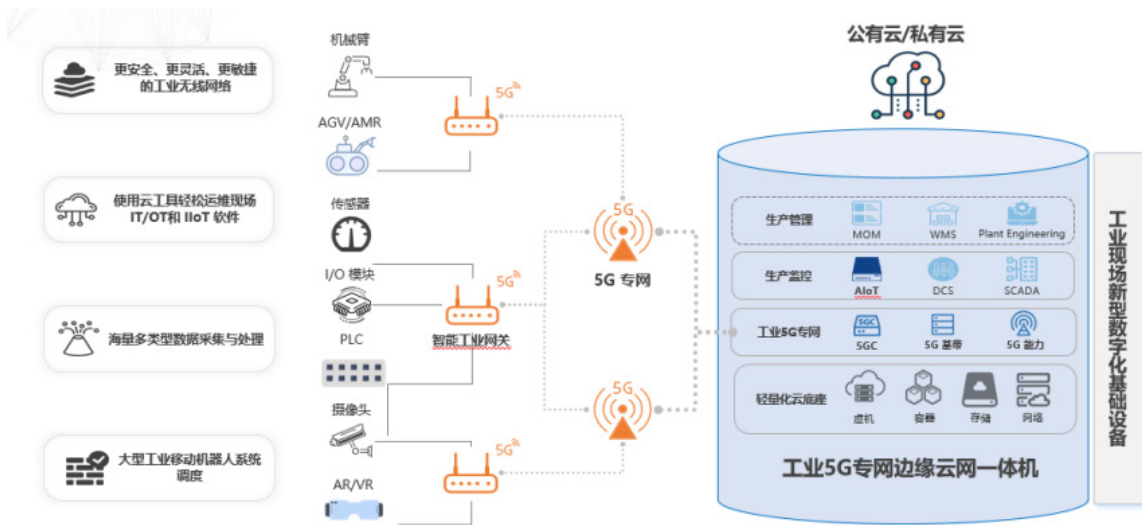 更安全、更灵活、更敏捷
的工业无线网络
使用云工具轻松运维现场
IT/OT和 IIoT 软件
海量多类型数据采集与处理
大型工业移动机器人系统
调度
机械臂
AGV/AMR
传感器
I/O 模块
PLC
摄像头
AR/VR
5G
5G
智能工业网关
5G
5G
5G 专网
5G
公有云/私有云
生产管理
MOM
WMS
Plant Engineering
生产监控
AIoT
DCS
SCADA
工业5G专网
5GC
5GC
5G 基带
5G 能力
轻量化云底座
虚机
容器
存储
网络
工业5G专网边缘云网一体机
工业现场新型数字化基础设备